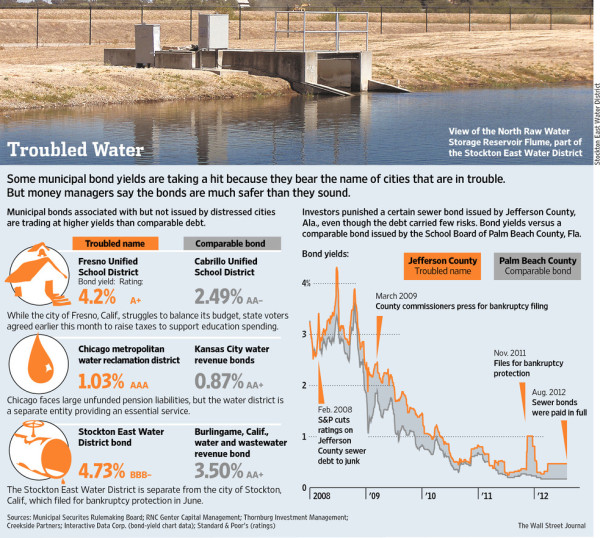 Stockton East Water District
Troubled Water
View of the North Raw Water
Storage Reservoir Flume, part of
the Stockton East Water District
Some municipal bond yields are taking a hit because they bear the name of cities that are in trouble.
But money managers say the bonds are much safer than they sound.
Municipal bonds associated with but not issued by distressed cities
are trading at higher yields than comparable debt.
Troubled name
Comparable bond
Fresno Unified
School District
Bond yield: Rating:
4.2% A+
Cabrillo Unified
School District
2.49% AA–
While the city of Fresno, Calif., struggles to balance its budget, state voters
agreed earlier this month to raise taxes to support education spending.
Chicago metropolitan
water reclamation district
1.03% AAA
Kansas City water
revenue bonds
0.87% AA+
Chicago faces large unfunded pension liabilities, but the water district is
a separate entity providing an essential service.
Stockton East Water
District bond
4.73% BBB–
Burlingame, Calif.,
water and wastewater
revenue bond
3.50% AA+
The Stockton East Water District is separate from the city of Stockton,
Calif., which filed for bankruptcy protection in June.
Investors punished a certain sewer bond issued by Jefferson County,
Ala., even though the debt carried few risks. Bond yields versus a
comparable bond issued by the School Board of Palm Beach County, Fla.
Bond yields:
Jefferson County
Troubled name
Palm Beach County
Comparable bond
4%
3
2
1
0
March 2009
County commissioners press for bankruptcy filing
Nov. 2011
Files for bankruptcy
protection
Aug. 2012
Sewer bonds
were paid in full
Feb. 2008
S&P cuts
ratings on
Jefferson
County sewer
debt to junk
2008
'09
'10
'11
'12
Sources: Municipal Securites Rulemaking Board; RNC Genter Capital Management; Thornburg Investment Management;
Creekside Partners; Interactive Data Corp. (bond-yield chart data); Standard & Poor's (ratings)
The Wall Street Journal